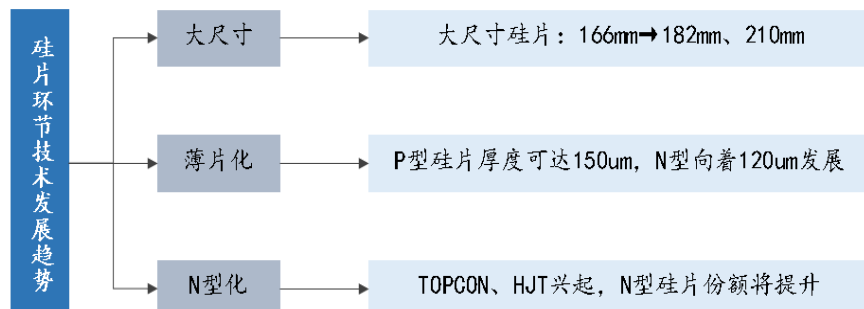 硅片环节技术发展趋势
大尺寸
大尺寸硅片：166mm→182mm、210mm
薄片化
P型硅片厚度可达150um，N型向着120um发展
N型化
TOPCON、HJT兴起，N型硅片份额将提升